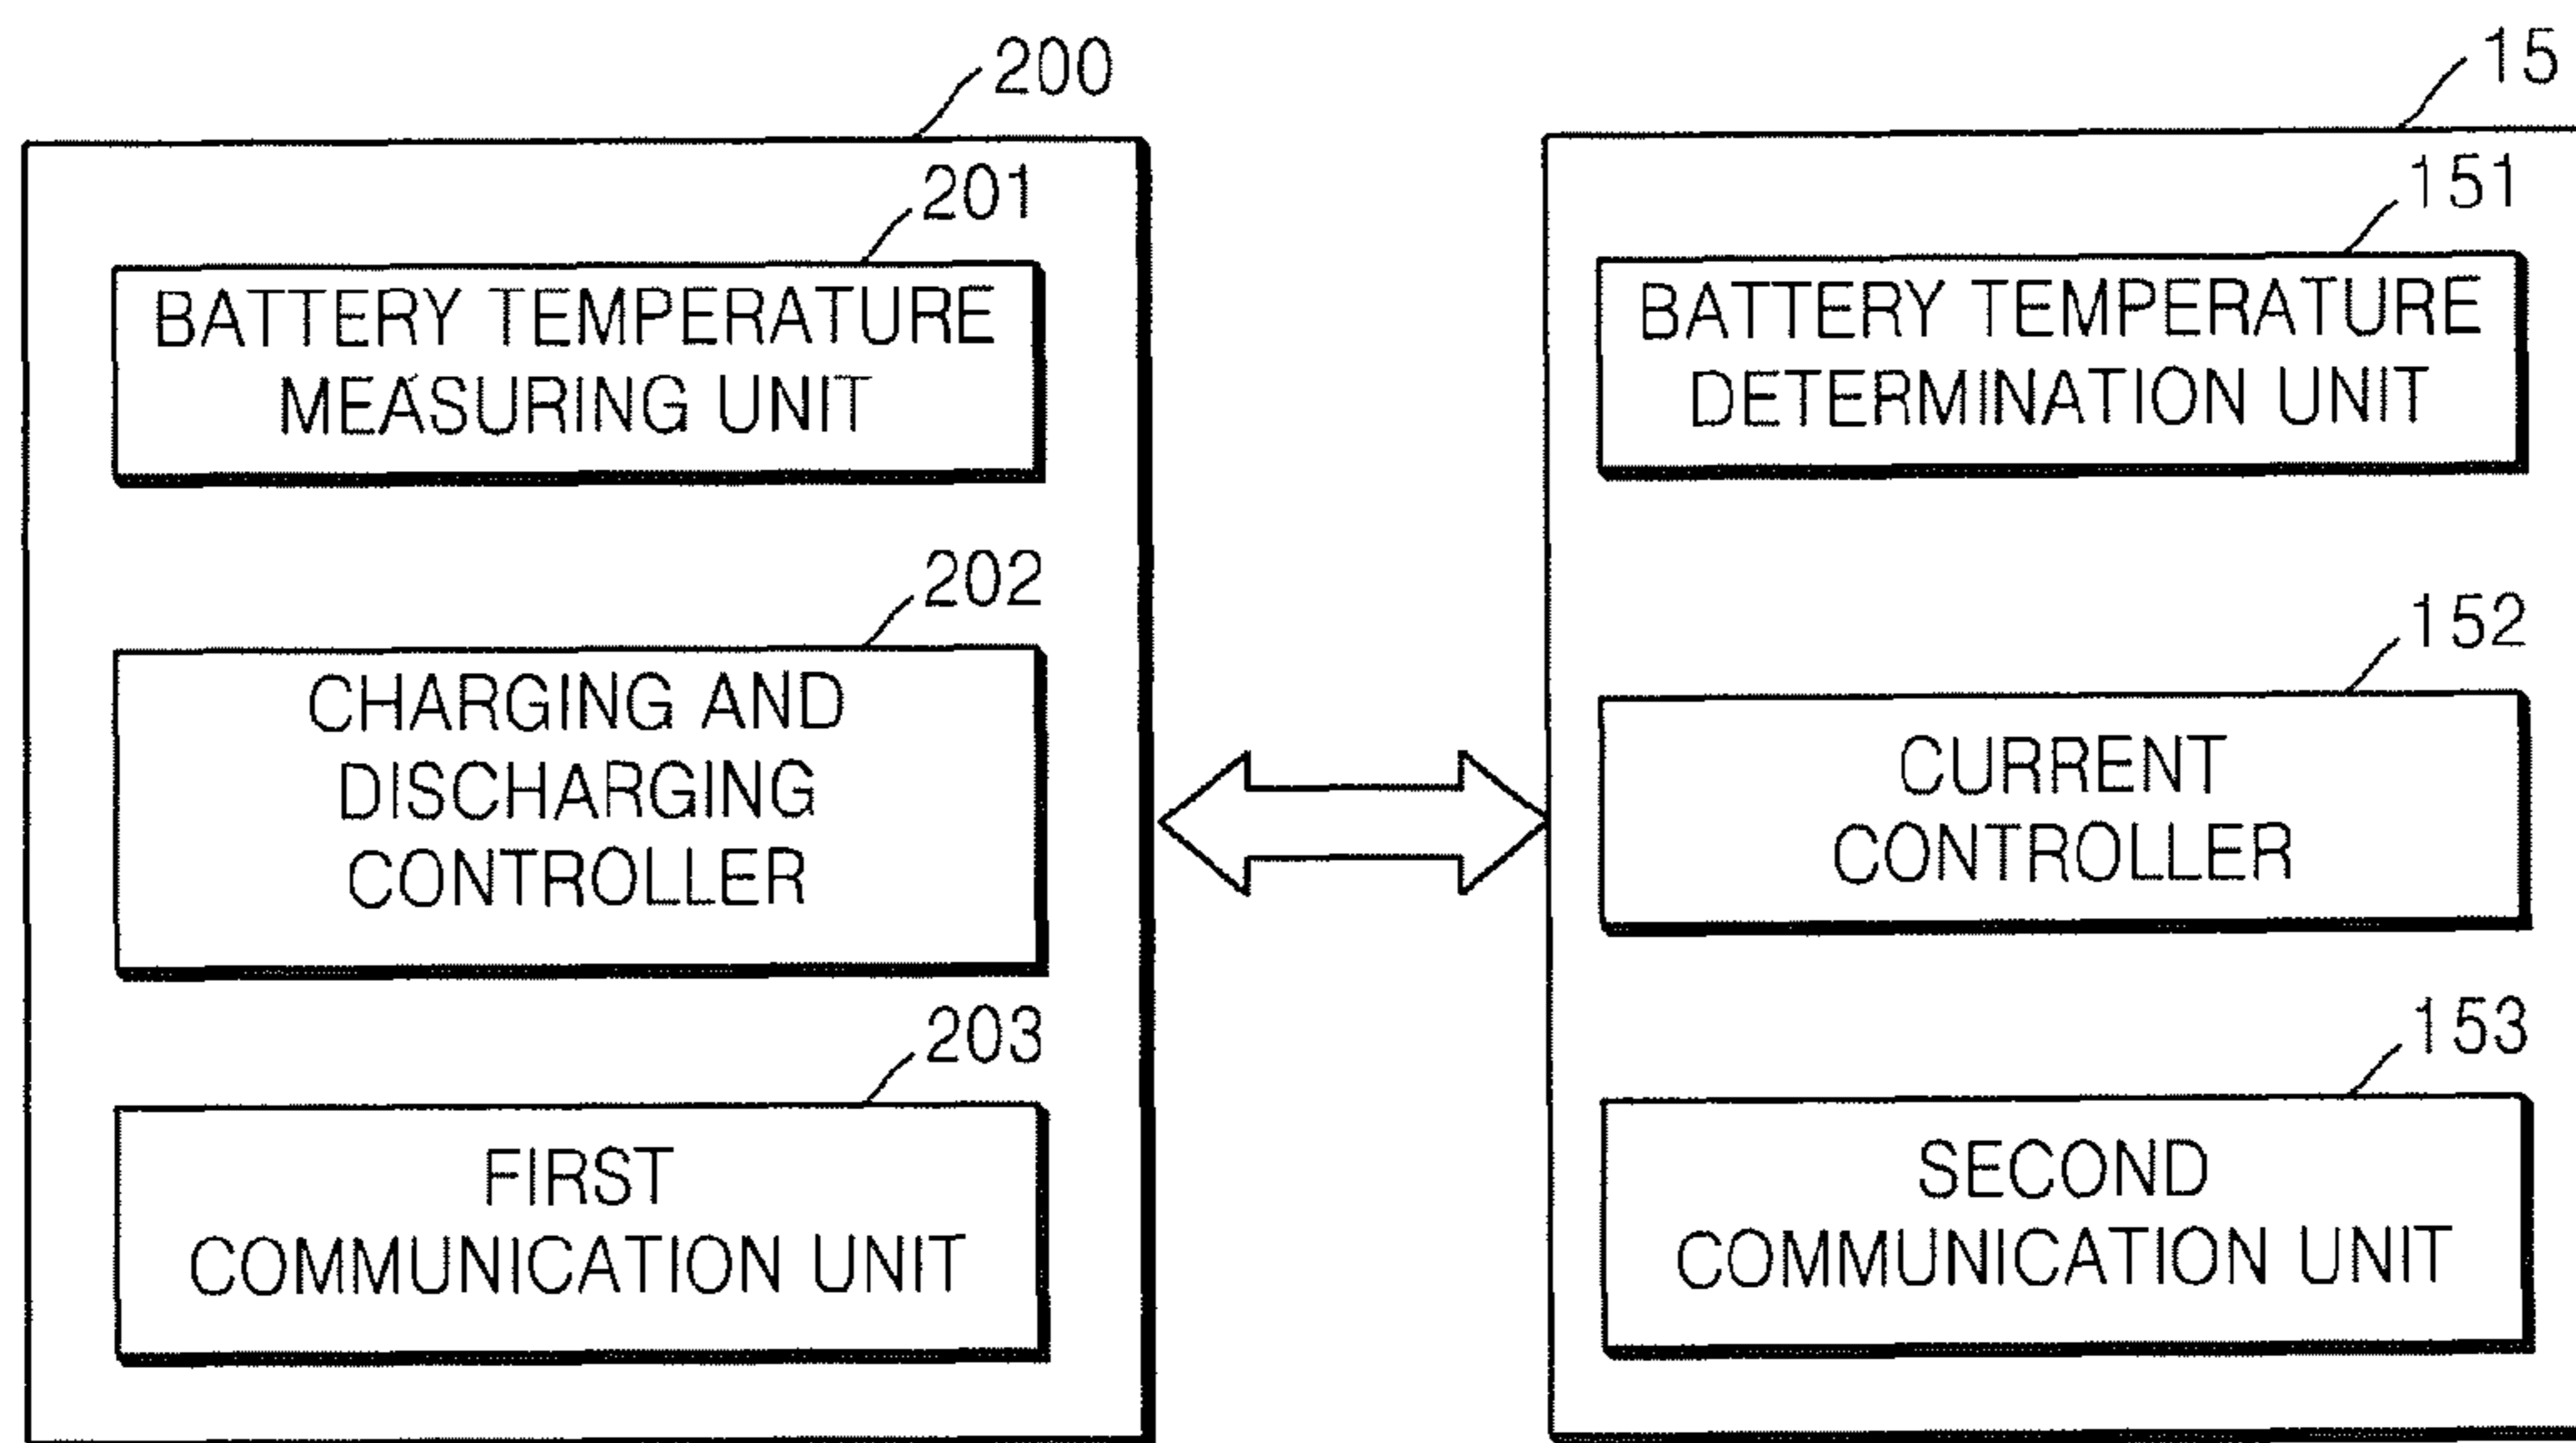 200
201
BATTERY TEMPERATURE
MEASURING UNIT
202
CHARGING AND
DISCHARGING
CONTROLLER
203
FIRST
COMMUNICATION UNIT
15
151
BATTERY TEMPERATURE
DETERMINATION UNIT
152
CURRENT
CONTROLLER
153
SECOND
COMMUNICATION UNIT